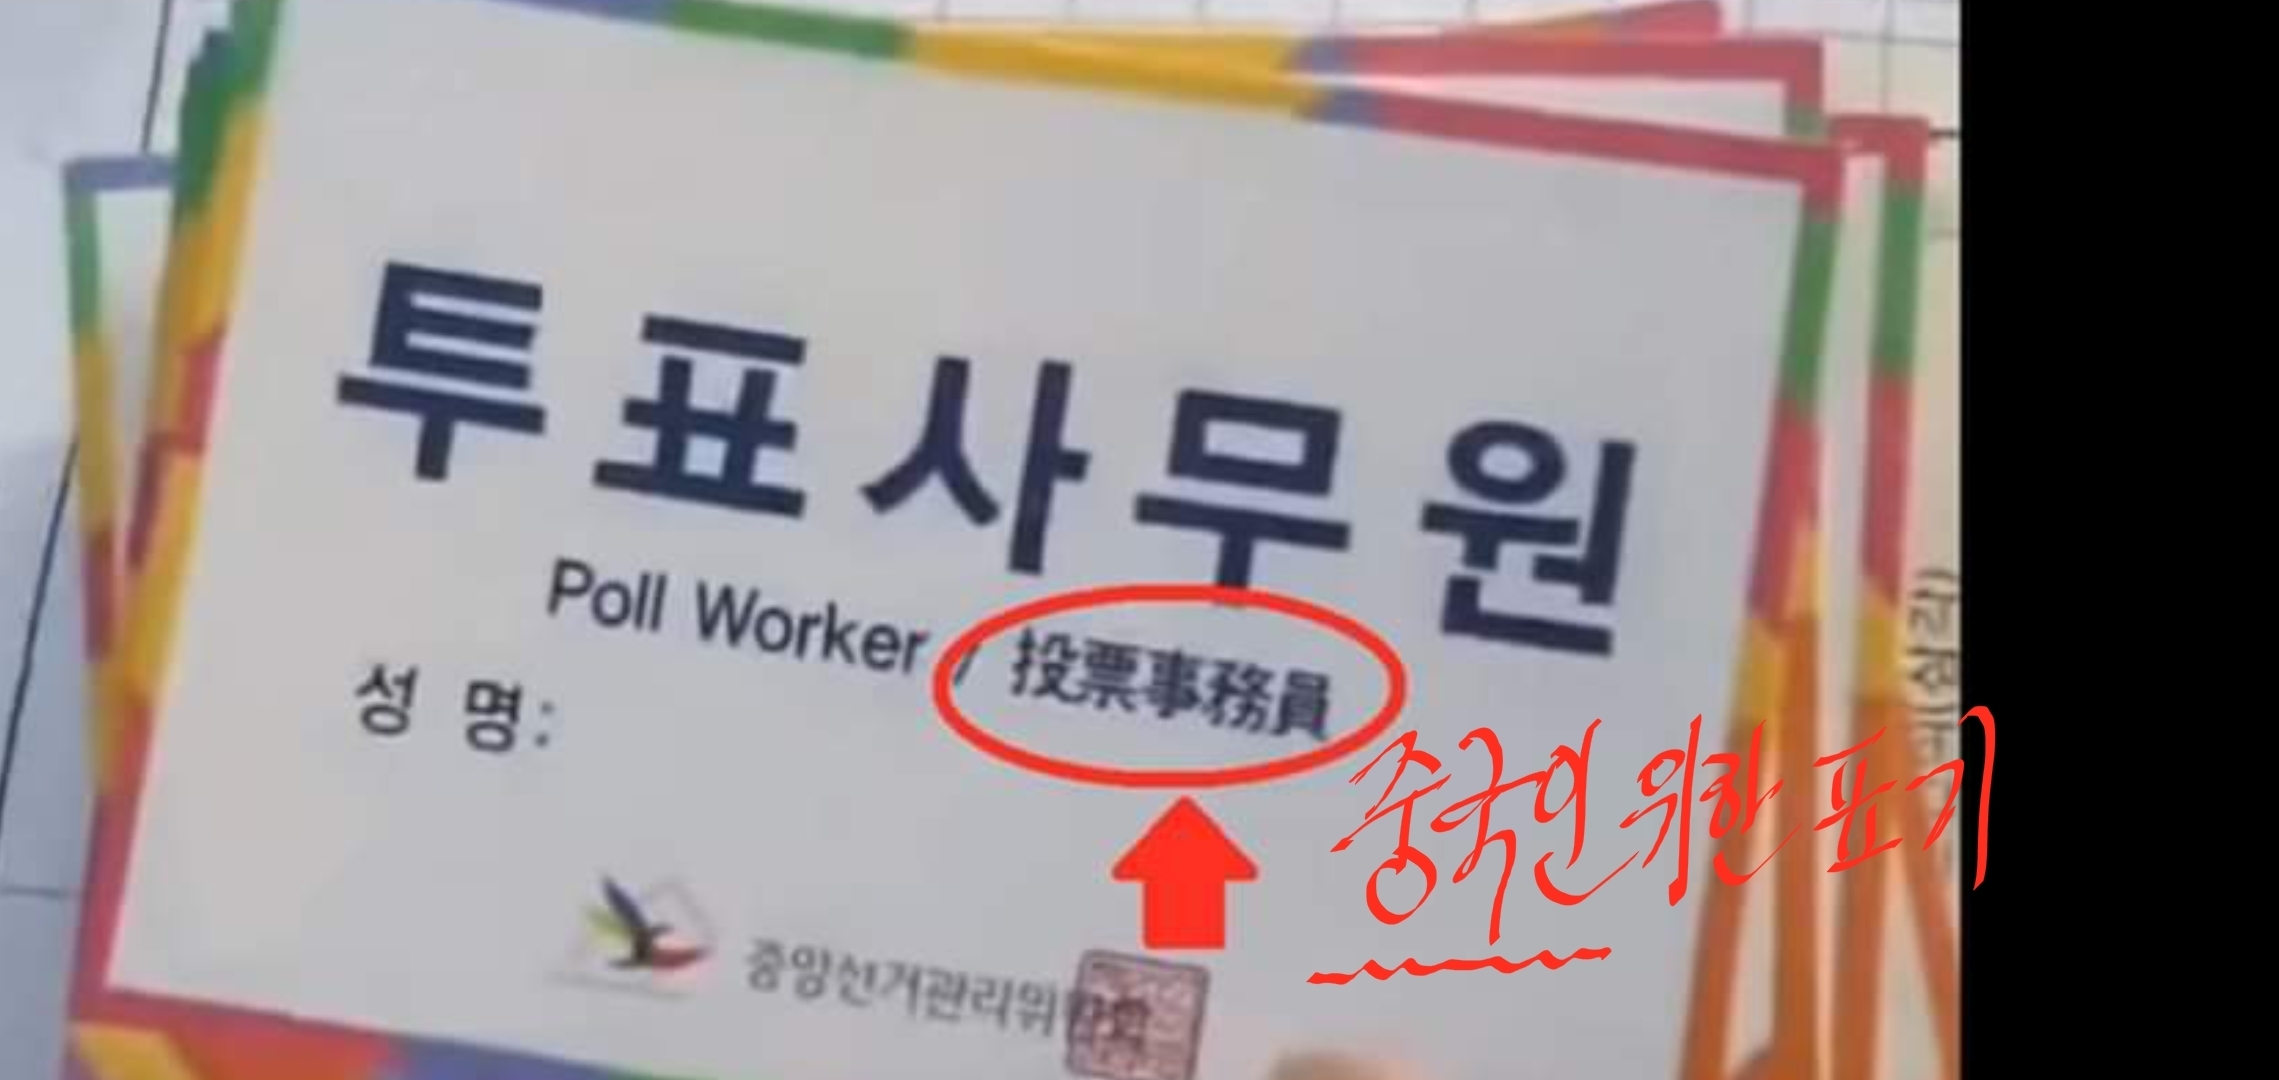 투표사무원
Poll Worker / 投票事務員
성 명:
중국인 위한 표기
중앙선거관리위원회